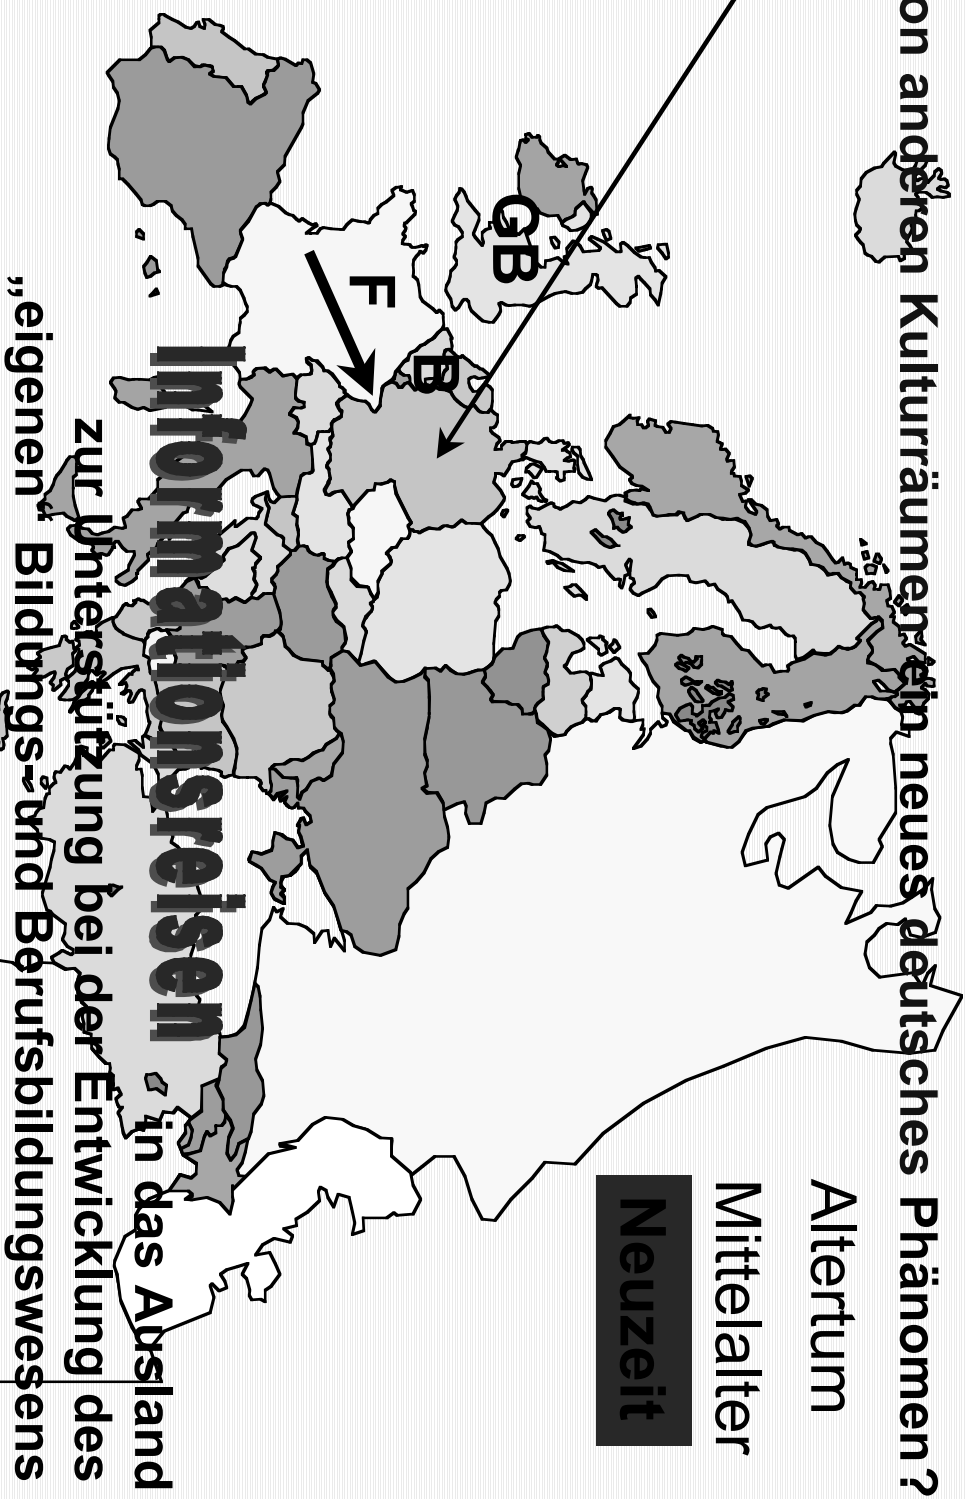 on anderen Kulturräumen ein neues deutsches Phänomen?
Altertum
Mittelalter
Neuzeit
GB
B
F
Informationsreisen
in das Ausland
zur Unterstützung bei der Entwicklung des
„eigenen“ Bildungs- und Berufsbildungswesens